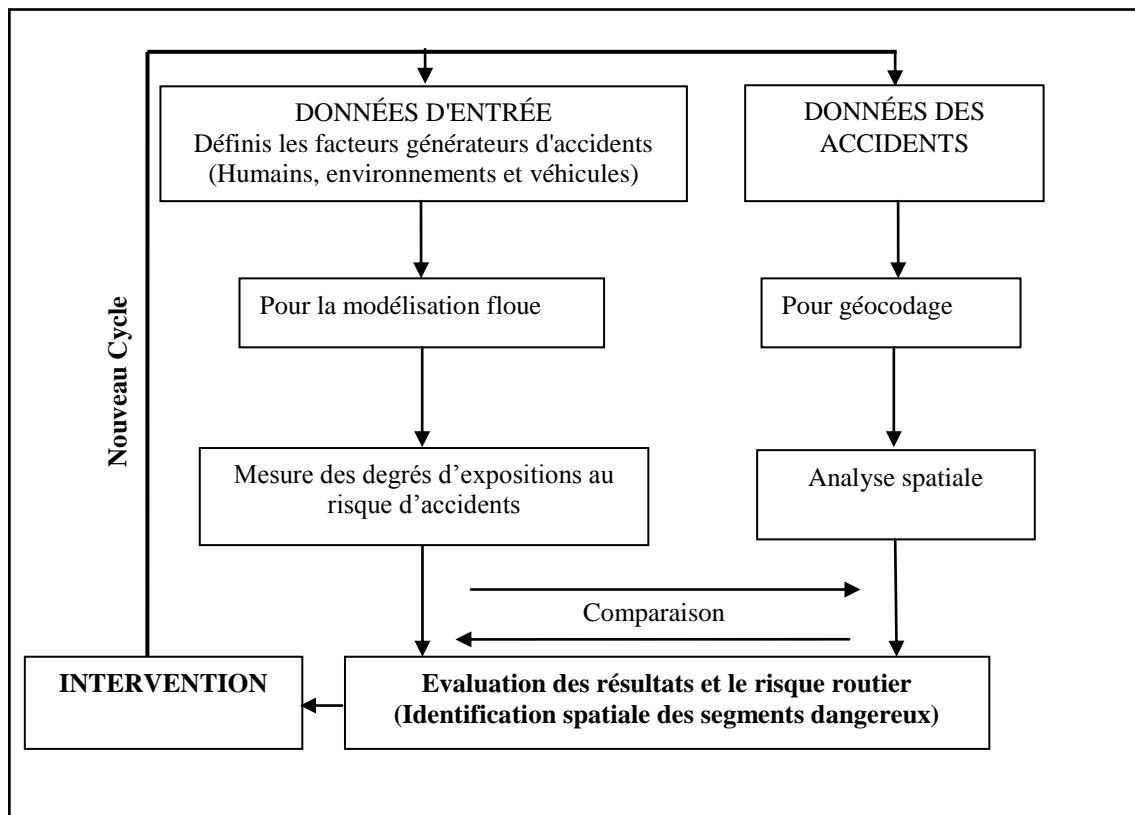 DONNÉES D'ENTRÉE
Définis les facteurs générateurs d'accidents
(Humains, environnements et véhicules)
DONNÉES DES
ACCIDENTS
Pour la modélisation floue
Pour géocodage
Nouveau Cycle
Mesure des degrés d’expositions au
risque d’accidents
Analyse spatiale
Comparaison
INTERVENTION
Evaluation des résultats et le risque routier
(Identification spatiale des segments dangereux)